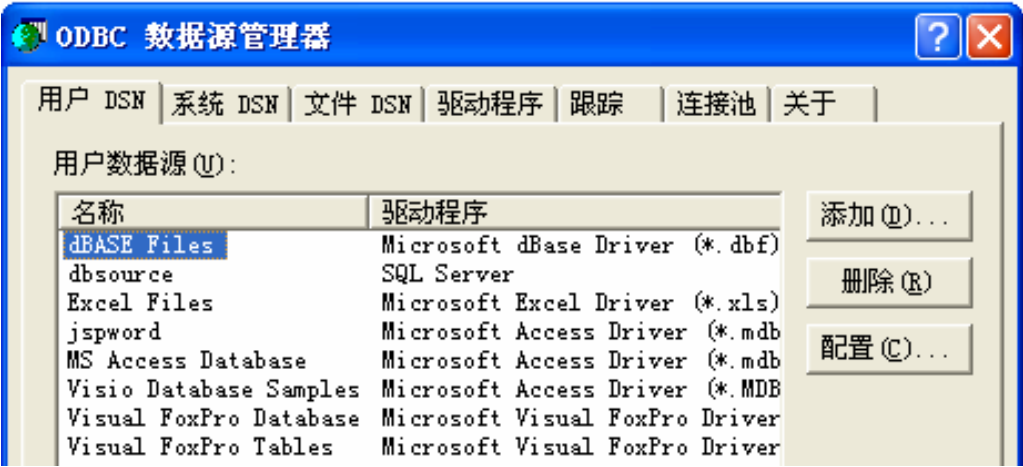 ODBC 数据源管理器
用户 DSN 系统 DSN 文件 DSN 驱动程序 跟踪 连接池 关于
用户数据源(U):
名称 驱动程序
添加(D)...
dBASE Files Microsoft dBase Driver (*.dbf)
dbsource SQL Server
删除(R)
Excel Files Microsoft Excel Driver (*.xls)
jspword Microsoft Access Driver (*.mdb
配置(C)...
MS Access Database Microsoft Access Driver (*.mdb
Visio Database Samples Microsoft Access Driver (*.MDB
Visual FoxPro Database Microsoft Visual FoxPro Driver
Visual FoxPro Tables Microsoft Visual FoxPro Driver